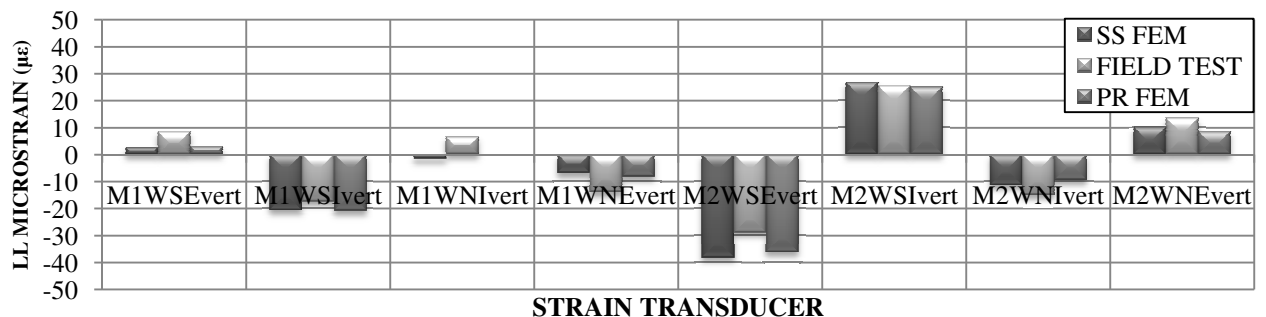 50
40
30
20
10
0
-10
-20
-30
-40
-50
LL MICROSTRAIN (με)
SS FEM
FIELD TEST
PR FEM
M1WSEvert M1WSIvert M1WNIvert M1WNEvert M2WSEvert M2WSIvert M2WNIvert M2WNEvert
STRAIN TRANSDUCER